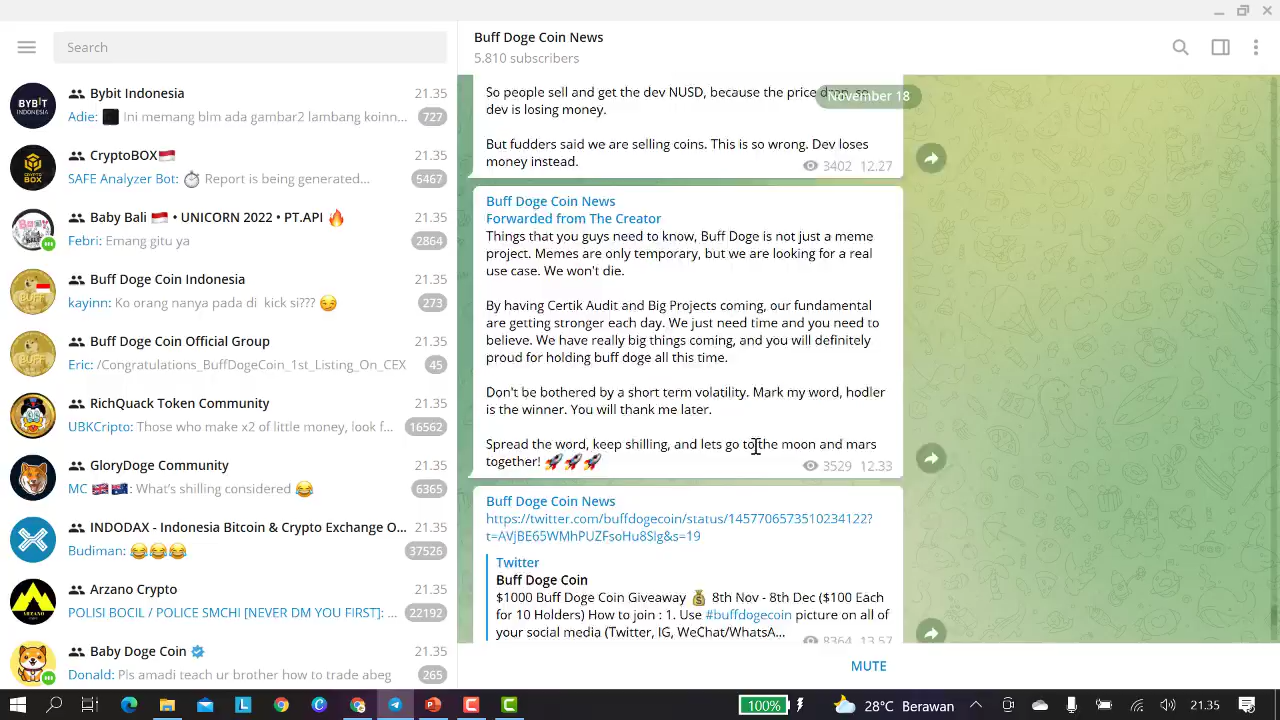 Search
BYBIT
INDONESIA
Bybit Indonesia
21.35
Adie: Ini memang blm ada gambar2 lambang koinn...
727
CRYPTO
BOX
CryptoBOX
21.35
SAFE Analyzer Bot: Report is being generated...
5467
Baby Bali 🇮🇩 • UNICORN 2022 • PT.API 🔥
21.35
Febri: Emang gitu ya
2864
BUFF
Buff Doge Coin Indonesia
21.35
kayinn: Ko orang nanya pada di kick si??? 😏
273
BUFF
Buff Doge Coin Official Group
21.35
Eric: /Congratulations_BuffDogeCoin_1st_Listing_On_CEX
45
RichQuack Token Community
21.35
UBKCripto: Those who make x2 of little money, look f...
16562
GloryDoge Community
21.35
MC 🇬🇧 🇦🇺: What's shilling considered 😂
6365
INDODAX - Indonesia Bitcoin & Crypto Exchange O...
21.35
Budiman: 😂😂😂
37526
ARZANO
Arzano Crypto
21.35
POLISI BOCIL / POLICE SMCHI [NEVER DM YOU FIRST]: ...
22192
Baby Doge Coin
21.35
Donald: Pls amadi teach ur brother how to trade abeg
265
Buff Doge Coin News
5.810 subscribers
November 18
So people sell and get the dev NUSD, because the price
dev is losing money.
But fudders said we are selling coins. This is so wrong. Dev loses
money instead.
3402 12.27
Buff Doge Coin News
Forwarded from The Creator
Things that you guys need to know, Buff Doge is not just a meme
project. Memes are only temporary, but we are looking for a real
use case. We won't die.
By having Certik Audit and Big Projects coming, our fundamental
are getting stronger each day. We just need time and you need to
believe. We have really big things coming, and you will definitely
proud for holding buff doge all this time.
Don't be bothered by a short term volatility. Mark my word, hodler
is the winner. You will thank me later.
Spread the word, keep shilling, and lets go to the moon and mars
together! 🚀🚀🚀
3529 12.33
Buff Doge Coin News
https://twitter.com/buffdogecoin/status/1457706573510234122?
t=AVjBE65WMhPUZFsoHu8Slg&s=19
Twitter
Buff Doge Coin
$1000 Buff Doge Coin Giveaway 💰 8th Nov - 8th Dec ($100 Each
for 10 Holders) How to join : 1. Use #buffdogecoin picture on all of
your social media (Twitter, IG, WeChat/WhatsA...
8364 13.57
MUTE
100%
28°C Berawan
21.35